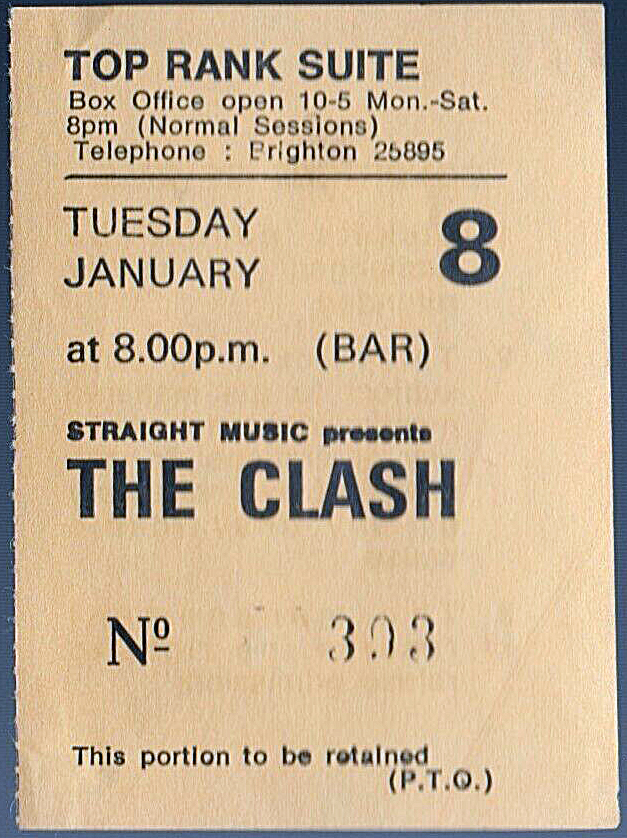 TOP RANK SUITE
Box Office open 10-5 Mon.-Sat.
8pm (Normal Sessions)
Telephone : Brighton 25895
TUESDAY
JANUARY 8
at 8.00p.m. (BAR)
STRAIGHT MUSIC presents
THE CLASH
Nº 303
This portion to be retained
(P.T.O.)